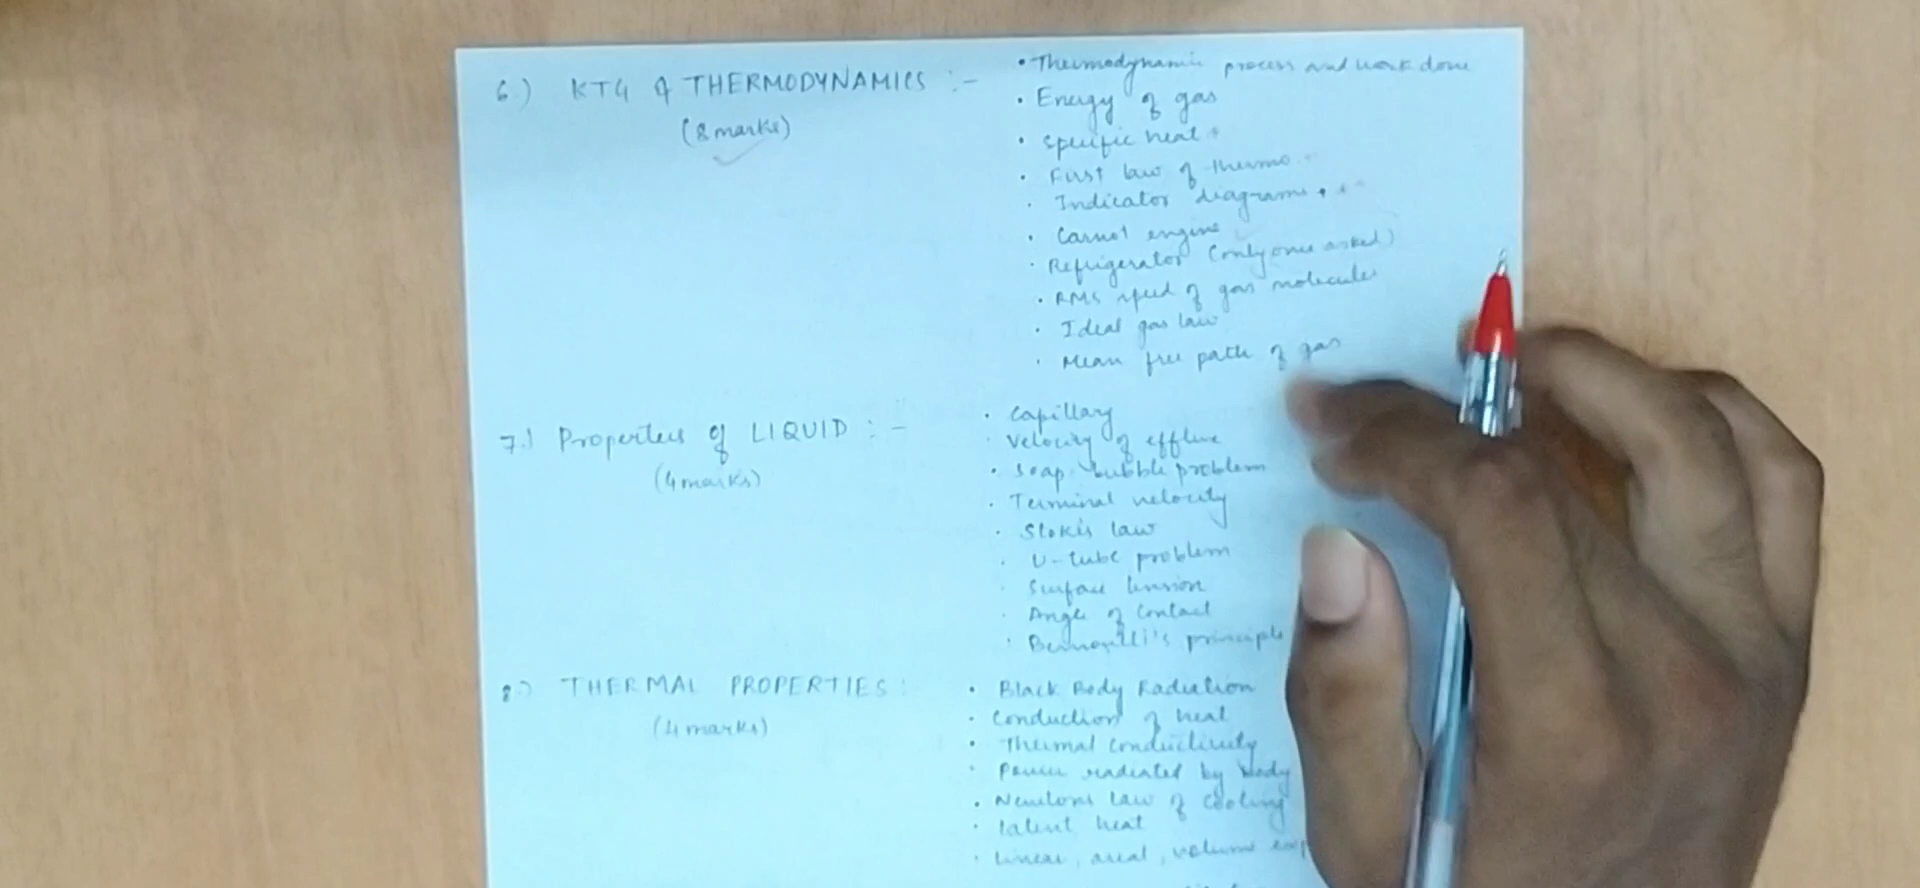 6) KTG & THERMODYNAMICS :-
(8 marks)
• Thermodynamic process and work done
• Energy of gas
• Specific heat
• First law of thermo
• Indicator diagrams
• Carnot engine
• Refrigerator (only once asked)
• RMS speed of gas molecules
• Ideal gas law
• Mean free path of gas
7.) Properties of LIQUID :-
(4 marks)
• Capillary
• Velocity of efflux
• Soap bubble problem
• Terminal velocity
• Stoke's law
• U-tube problem
• Surface tension
• Angle of Contact
• Bernoulli's principle
8.) THERMAL PROPERTIES :
(4 marks)
• Black Body Radiation
• Conduction of heat
• Thermal conductivity
• Power radiated by body
• Newtons law of cooling
• latent heat
• linear, areal, volume exp